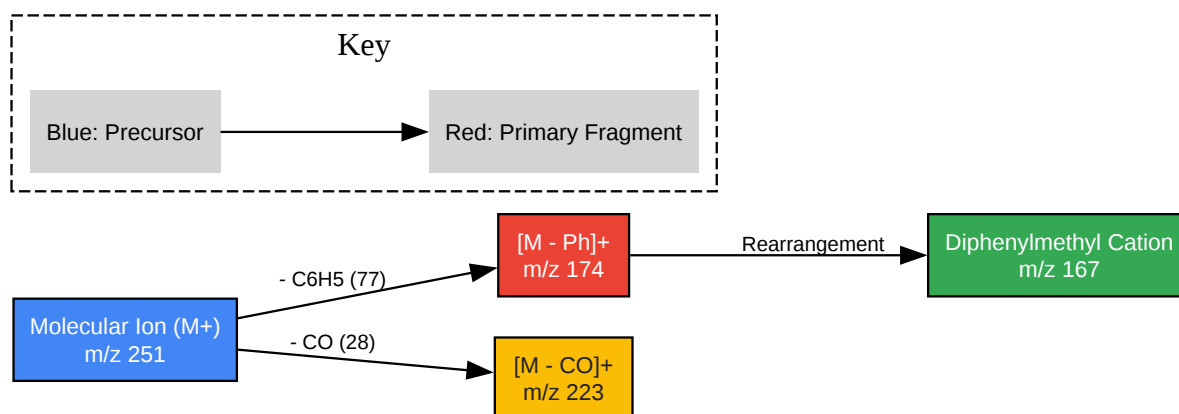 Key
Blue: Precursor
Red: Primary Fragment
[M - Ph]+
m/z 174
Rearrangement
Diphenylmethyl Cation
m/z 167
- C6H5 (77)
Molecular Ion (M+)
m/z 251
- CO (28)
[M - CO]+
m/z 223